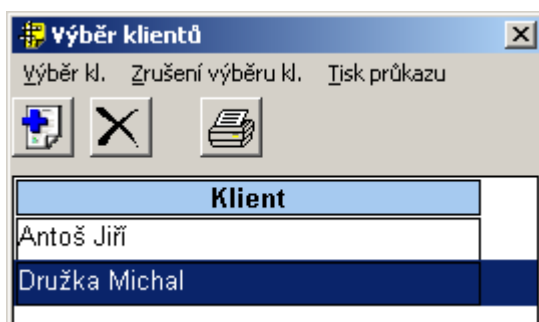 Výběr klientů
Výběr kl. Zrušení výběru kl. Tisk průkazu
Klient
Antoš Jiří
Družka Michal